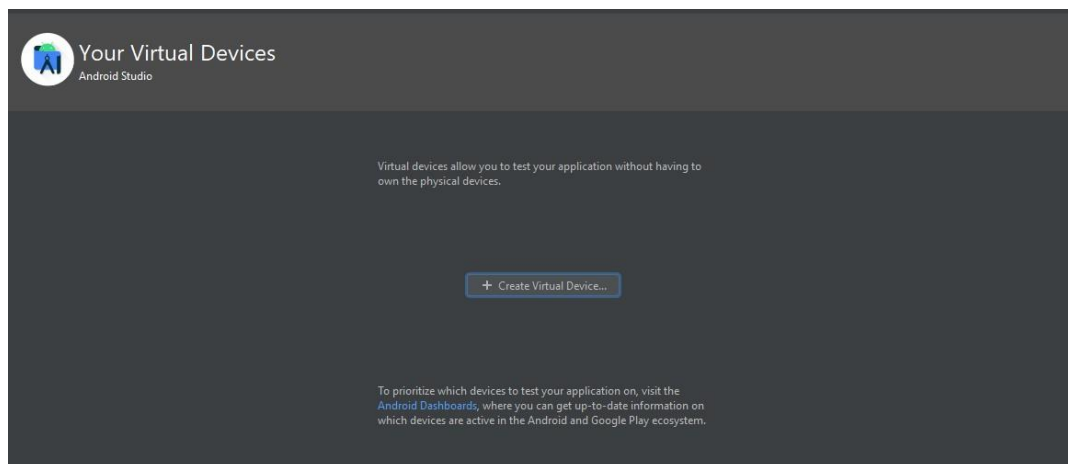 Your Virtual Devices
Android Studio
Virtual devices allow you to test your application without having to
own the physical devices.
+ Create Virtual Device...
To prioritize which devices to test your application on, visit the
Android Dashboards, where you can get up-to-date information on
which devices are active in the Android and Google Play ecosystem.